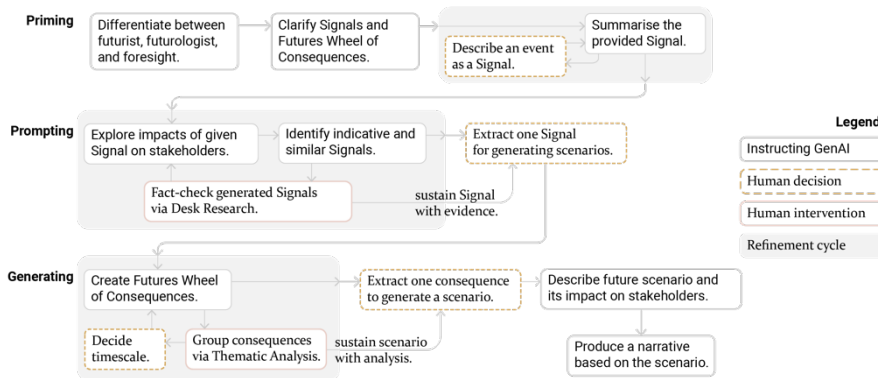 Priming
Differentiate between
futurist, futurologist,
and foresight.
Clarify Signals and
Futures Wheel of
Consequences.
Describe an event
as a Signal.
Summarise the
provided Signal.
Prompting
Explore impacts of given
Signal on stakeholders.
Identify indicative and
similar Signals.
Extract one Signal
for generating scenarios.
Fact-check generated Signals
via Desk Research.
sustain Signal
with evidence.
Legend
Instructing GenAI
Human decision
Human intervention
Refinement cycle
Generating
Create Futures Wheel
of Consequences.
Extract one consequence
to generate a scenario.
Describe future scenario and
its impact on stakeholders.
Decide
timescale.
Group consequences
via Thematic Analysis.
sustain scenario
with analysis.
Produce a narrative
based on the scenario.